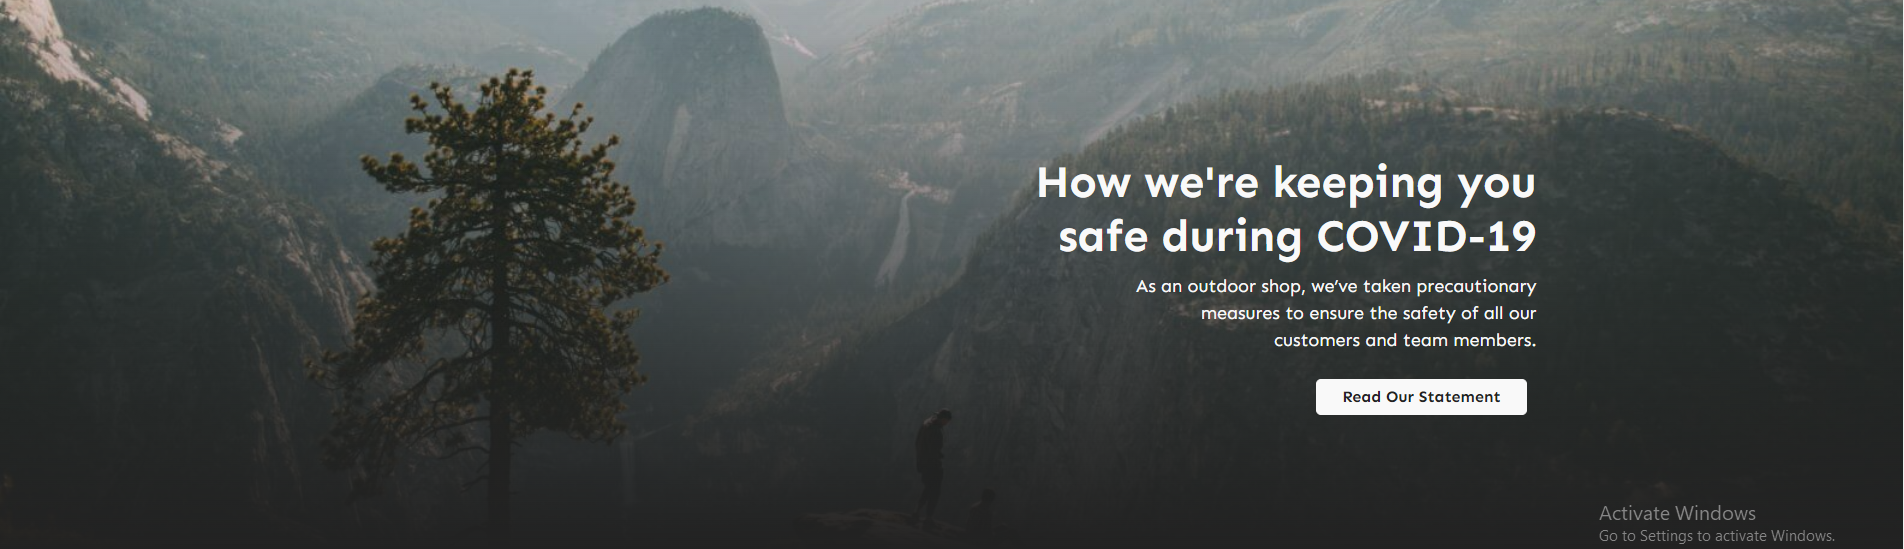 How we're keeping you
safe during COVID-19
As an outdoor shop, we’ve taken precautionary
measures to ensure the safety of all our
customers and team members.
Read Our Statement
Activate Windows
Go to Settings to activate Windows.